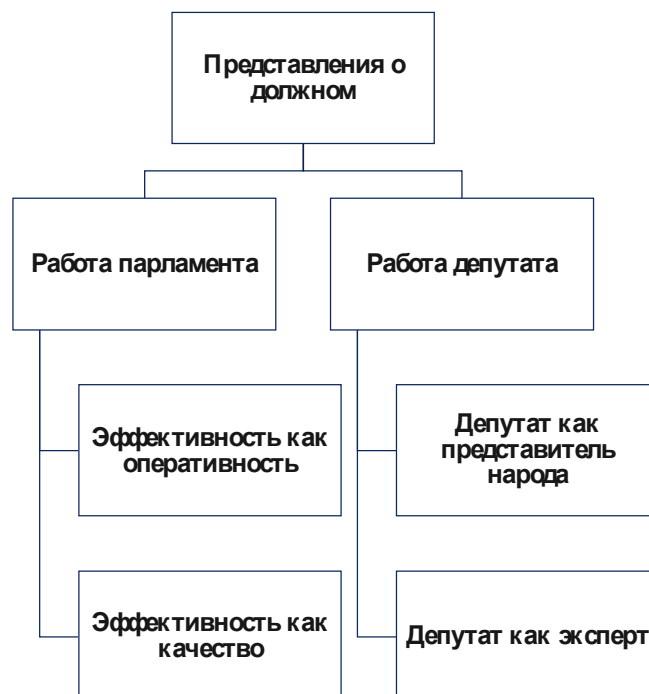 Представления о
должном
Работа парламента
Работа депутата
Эффективность как
оперативность
Депутат как
представитель
народа
Эффективность как
качество
Депутат как эксперт